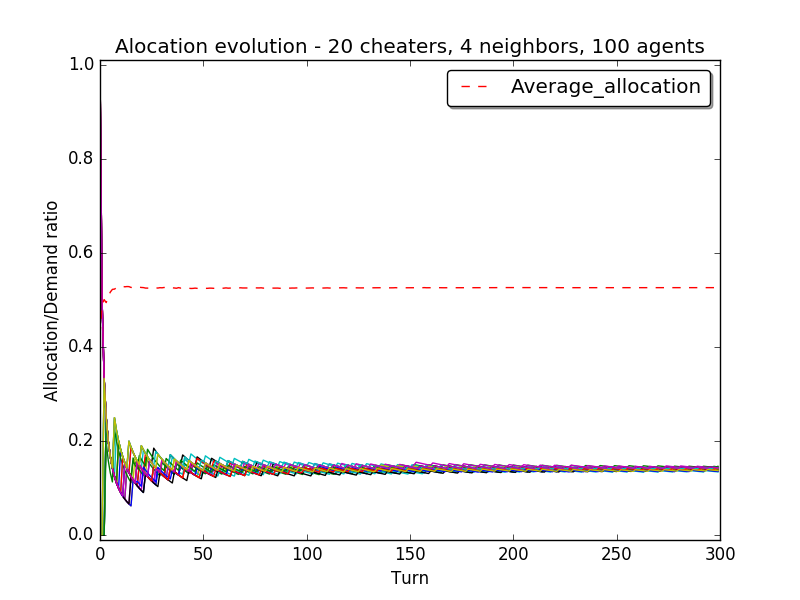 Alocation evolution - 20 cheaters, 4 neighbors, 100 agents
Average_allocation
Allocation/Demand ratio
1.0
0.8
0.6
0.4
0.2
0.0
0 50 100 150 200 250 300
Turn